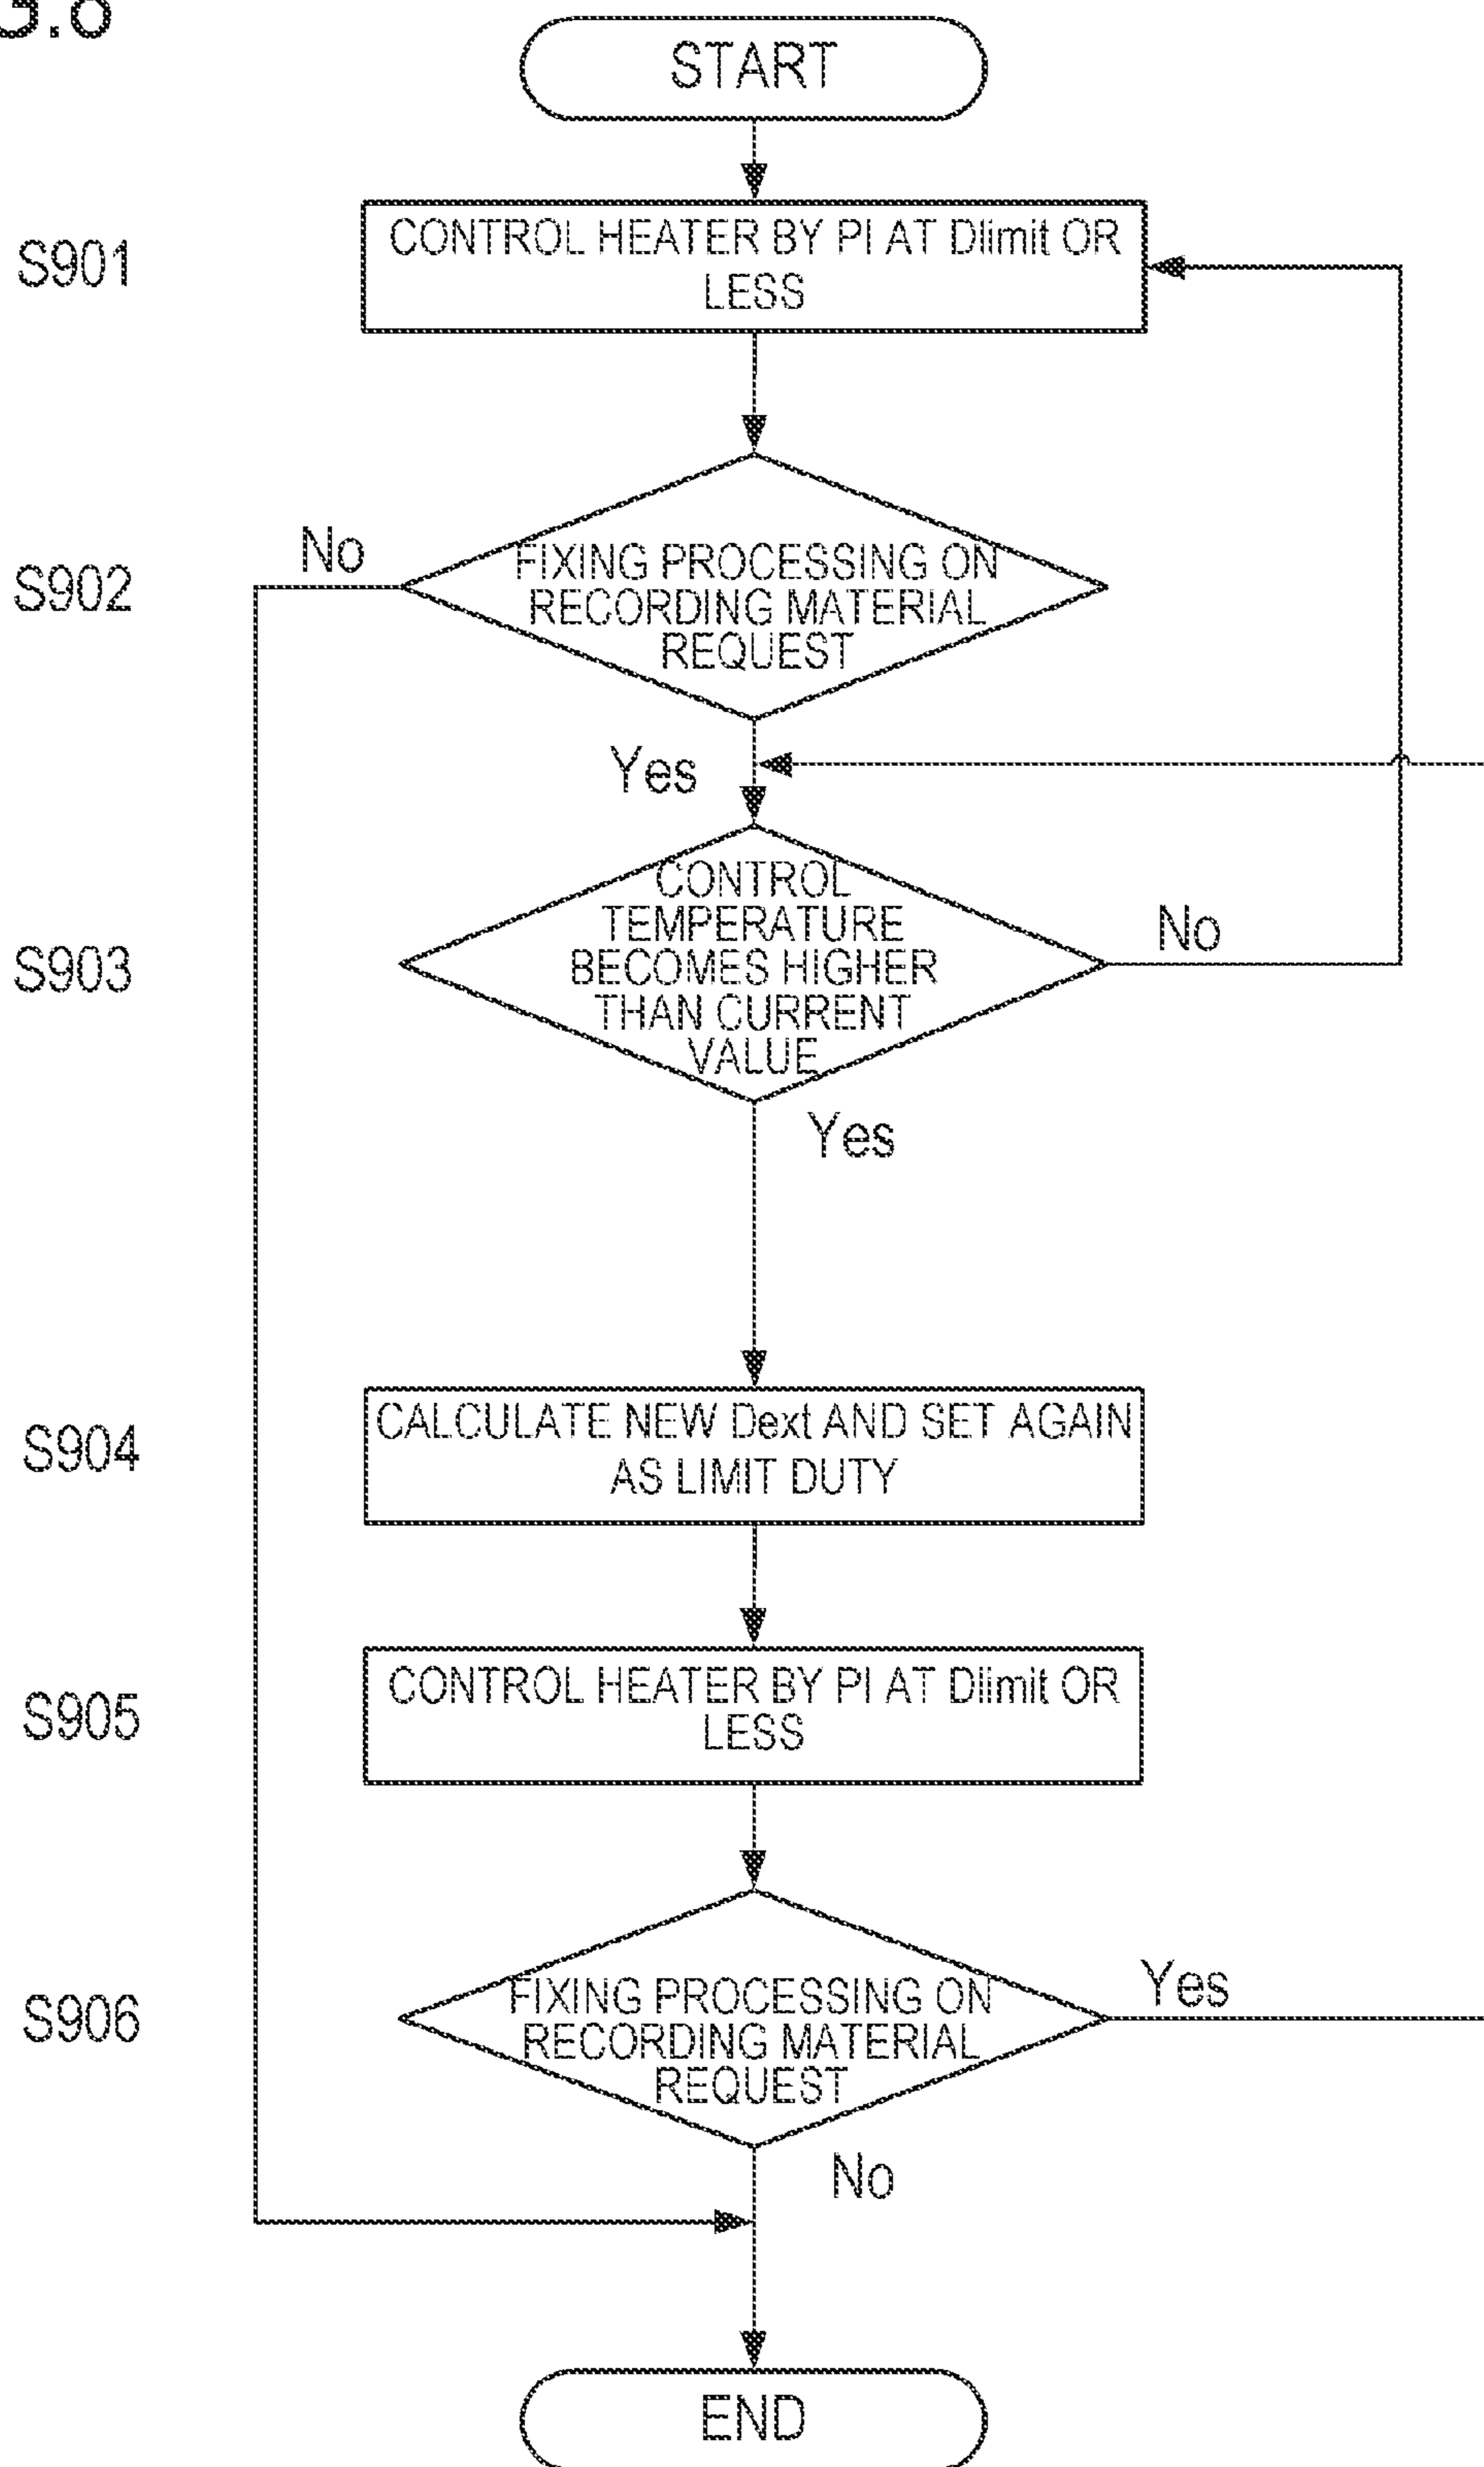 G.8
START
S901
CONTROL HEATER BY PI AT Dlimit OR
LESS
S902
No
FIXING PROCESSING ON
RECORDING MATERIAL
REQUEST
Yes
S903
CONTROL
TEMPERATURE
BECOMES HIGHER
THAN CURRENT
VALUE
No
Yes
S904
CALCULATE NEW Dext AND SET AGAIN
AS LIMIT DUTY
S905
CONTROL HEATER BY PI AT Dlimit OR
LESS
S906
FIXING PROCESSING ON
RECORDING MATERIAL
REQUEST
Yes
No
END